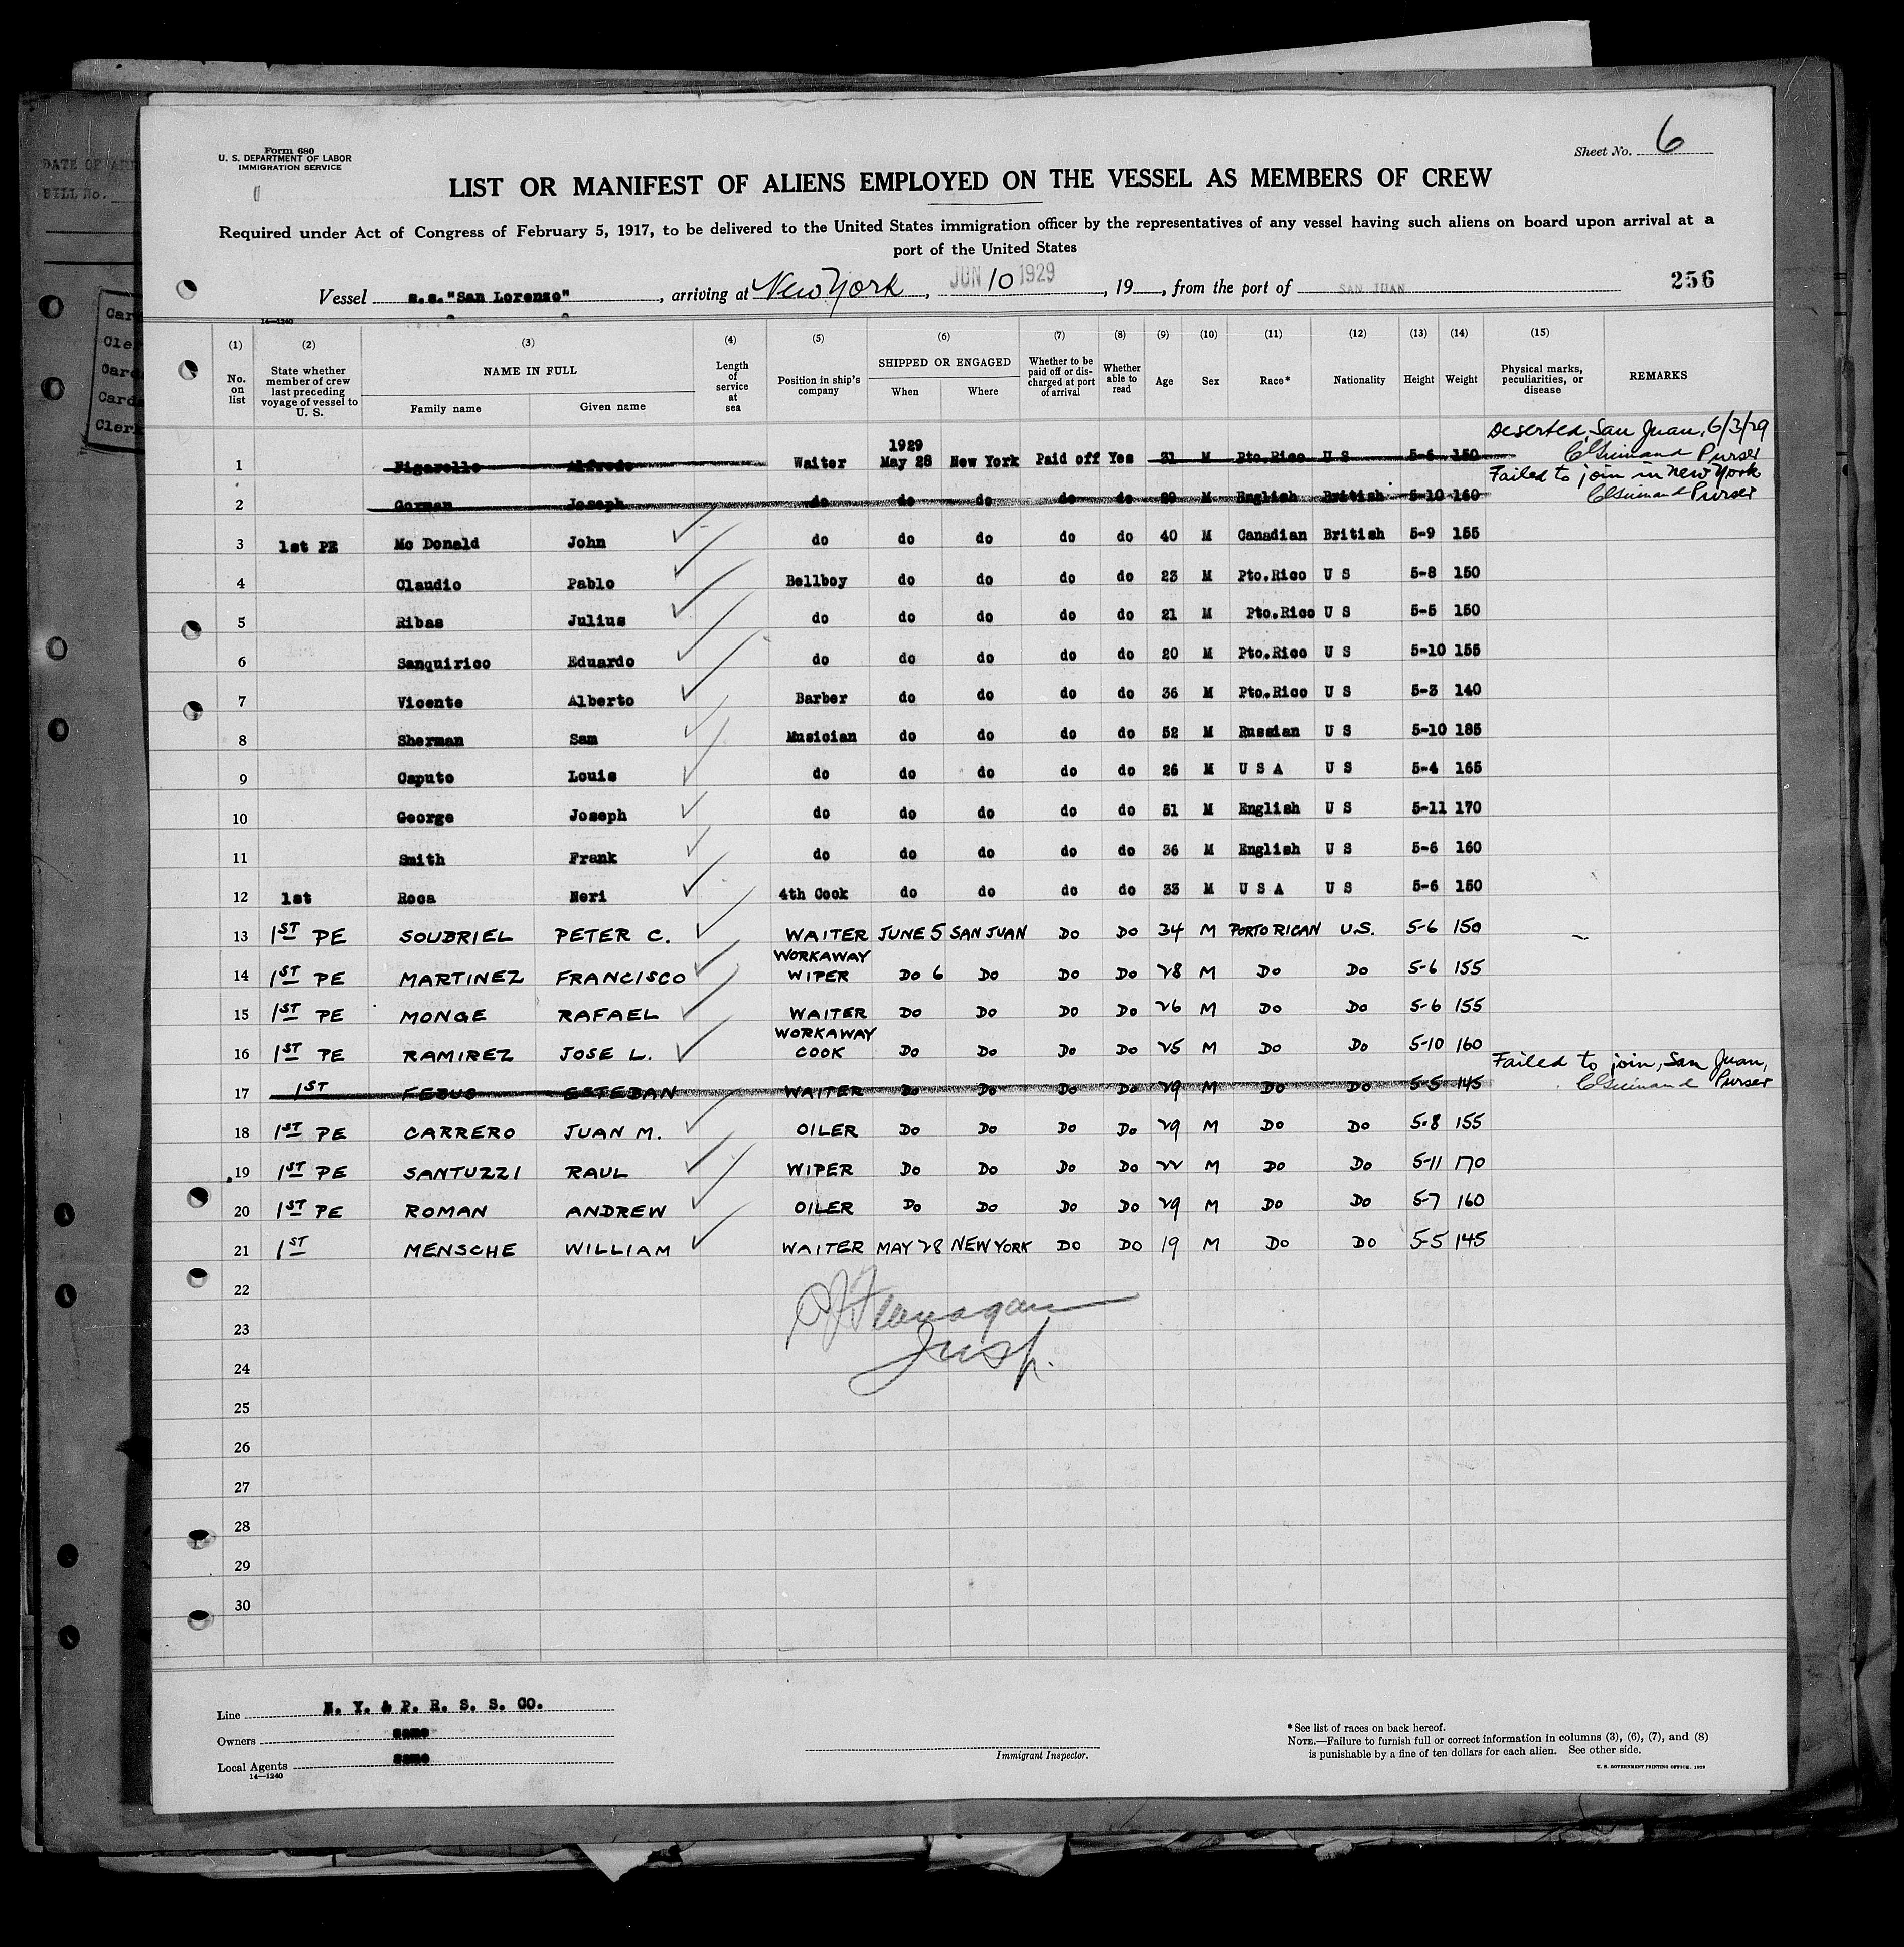 DATE OF
BILL No.
Form 680
U. S. DEPARTMENT OF LABOR
IMMIGRATION SERVICE
Sheet No. 6
LIST OR MANIFEST OF ALIENS EMPLOYED ON THE VESSEL AS MEMBERS OF CREW
Required under Act of Congress of February 5, 1917, to be delivered to the United States immigration officer by the representatives of any vessel having such aliens on board upon arrival at a
port of the United States
Vessel s.s."San Lorenzo", arriving at New York, JUN 10 1929, 19, from the port of SAN JUAN 256
14—1240
(1) (2) (3) (4) (5) (6) (7) (8) (9) (10) (11) (12) (13) (14) (15)
No. on list State whether member of crew last preceding voyage of vessel to U. S. NAME IN FULL Family name Given name Length of service at sea Position in ship's company SHIPPED OR ENGAGED When Where Whether to be paid off or discharged at port of arrival Whether able to read Age Sex Race* Nationality Height Weight Physical marks, peculiarities, or disease REMARKS
Deserted, San Juan, 6/3/29
1929
1 Figarello Alfredo Waiter May 28 New York Paid off Yes 31 M Pto.Rico U S 5-6 150 Purser
Failed to join in New York
2 Gorman Joseph do do do do do 29 M English British 5-10 160 Purser
3 1st PE Mc Donald John do do do do do 40 M Canadian British 5-9 155
4 Claudio Pablo Bellboy do do do do 23 M Pto.Rico U S 5-8 150
5 Ribas Julius do do do do do 21 M Pto.Rico U S 5-5 150
6 Sanquirico Eduardo do do do do do 20 M Pto.Rico U S 5-10 155
7 Vicente Alberto Barber do do do do 36 M Pto.Rico U S 5-3 140
8 Sherman Sam Musician do do do do 52 M Russian U S 5-10 185
9 Caputo Louis do do do do do 26 M U S A U S 5-4 165
10 George Joseph do do do do do 51 M English U S 5-11 170
11 Smith Frank do do do do do 36 M English U S 5-6 160
12 1st Roca Neri 4th Cook do do do do 33 M U S A U S 5-6 150
13 1ST PE SOUDRIEL PETER C. WAITER JUNE 5 SAN JUAN DO DO 34 M PORTO RICAN U.S. 5-6 150
14 1ST PE MARTINEZ FRANCISCO WORKAWAY WIPER DO 6 DO DO DO 28 M DO DO 5-6 155
15 1ST PE MONGE RAFAEL WAITER DO DO DO DO 26 M DO DO 5-6 155
16 1ST PE RAMIREZ JOSE L. WORKAWAY COOK DO DO DO DO 25 M DO DO 5-10 160
Failed to join, San Juan,
17 1ST FEBUS ESTEBAN WAITER DO DO DO DO 29 M DO DO 5-5 145 Purser
18 1ST PE CARRERO JUAN M. OILER DO DO DO DO 29 M DO DO 5-8 155
19 1ST PE SANTUZZI RAUL WIPER DO DO DO DO 22 M DO DO 5-11 170
20 1ST PE ROMAN ANDREW OILER DO DO DO DO 29 M DO DO 5-7 160
21 1ST MENSCHE WILLIAM WAITER MAY 28 NEW YORK DO DO 19 M DO DO 5-5 145
22
Flanagan
23
Insp.
24
25
26
27
28
29
30
Line N. Y. & P. R. S. S. CO.
Owners same
Local Agents same
14—1240
Immigrant Inspector.
*See list of races on back hereof.
NOTE.—Failure to furnish full or correct information in columns (3), (6), (7), and (8)
is punishable by a fine of ten dollars for each alien. See other side.
U. S. GOVERNMENT PRINTING OFFICE, 1929